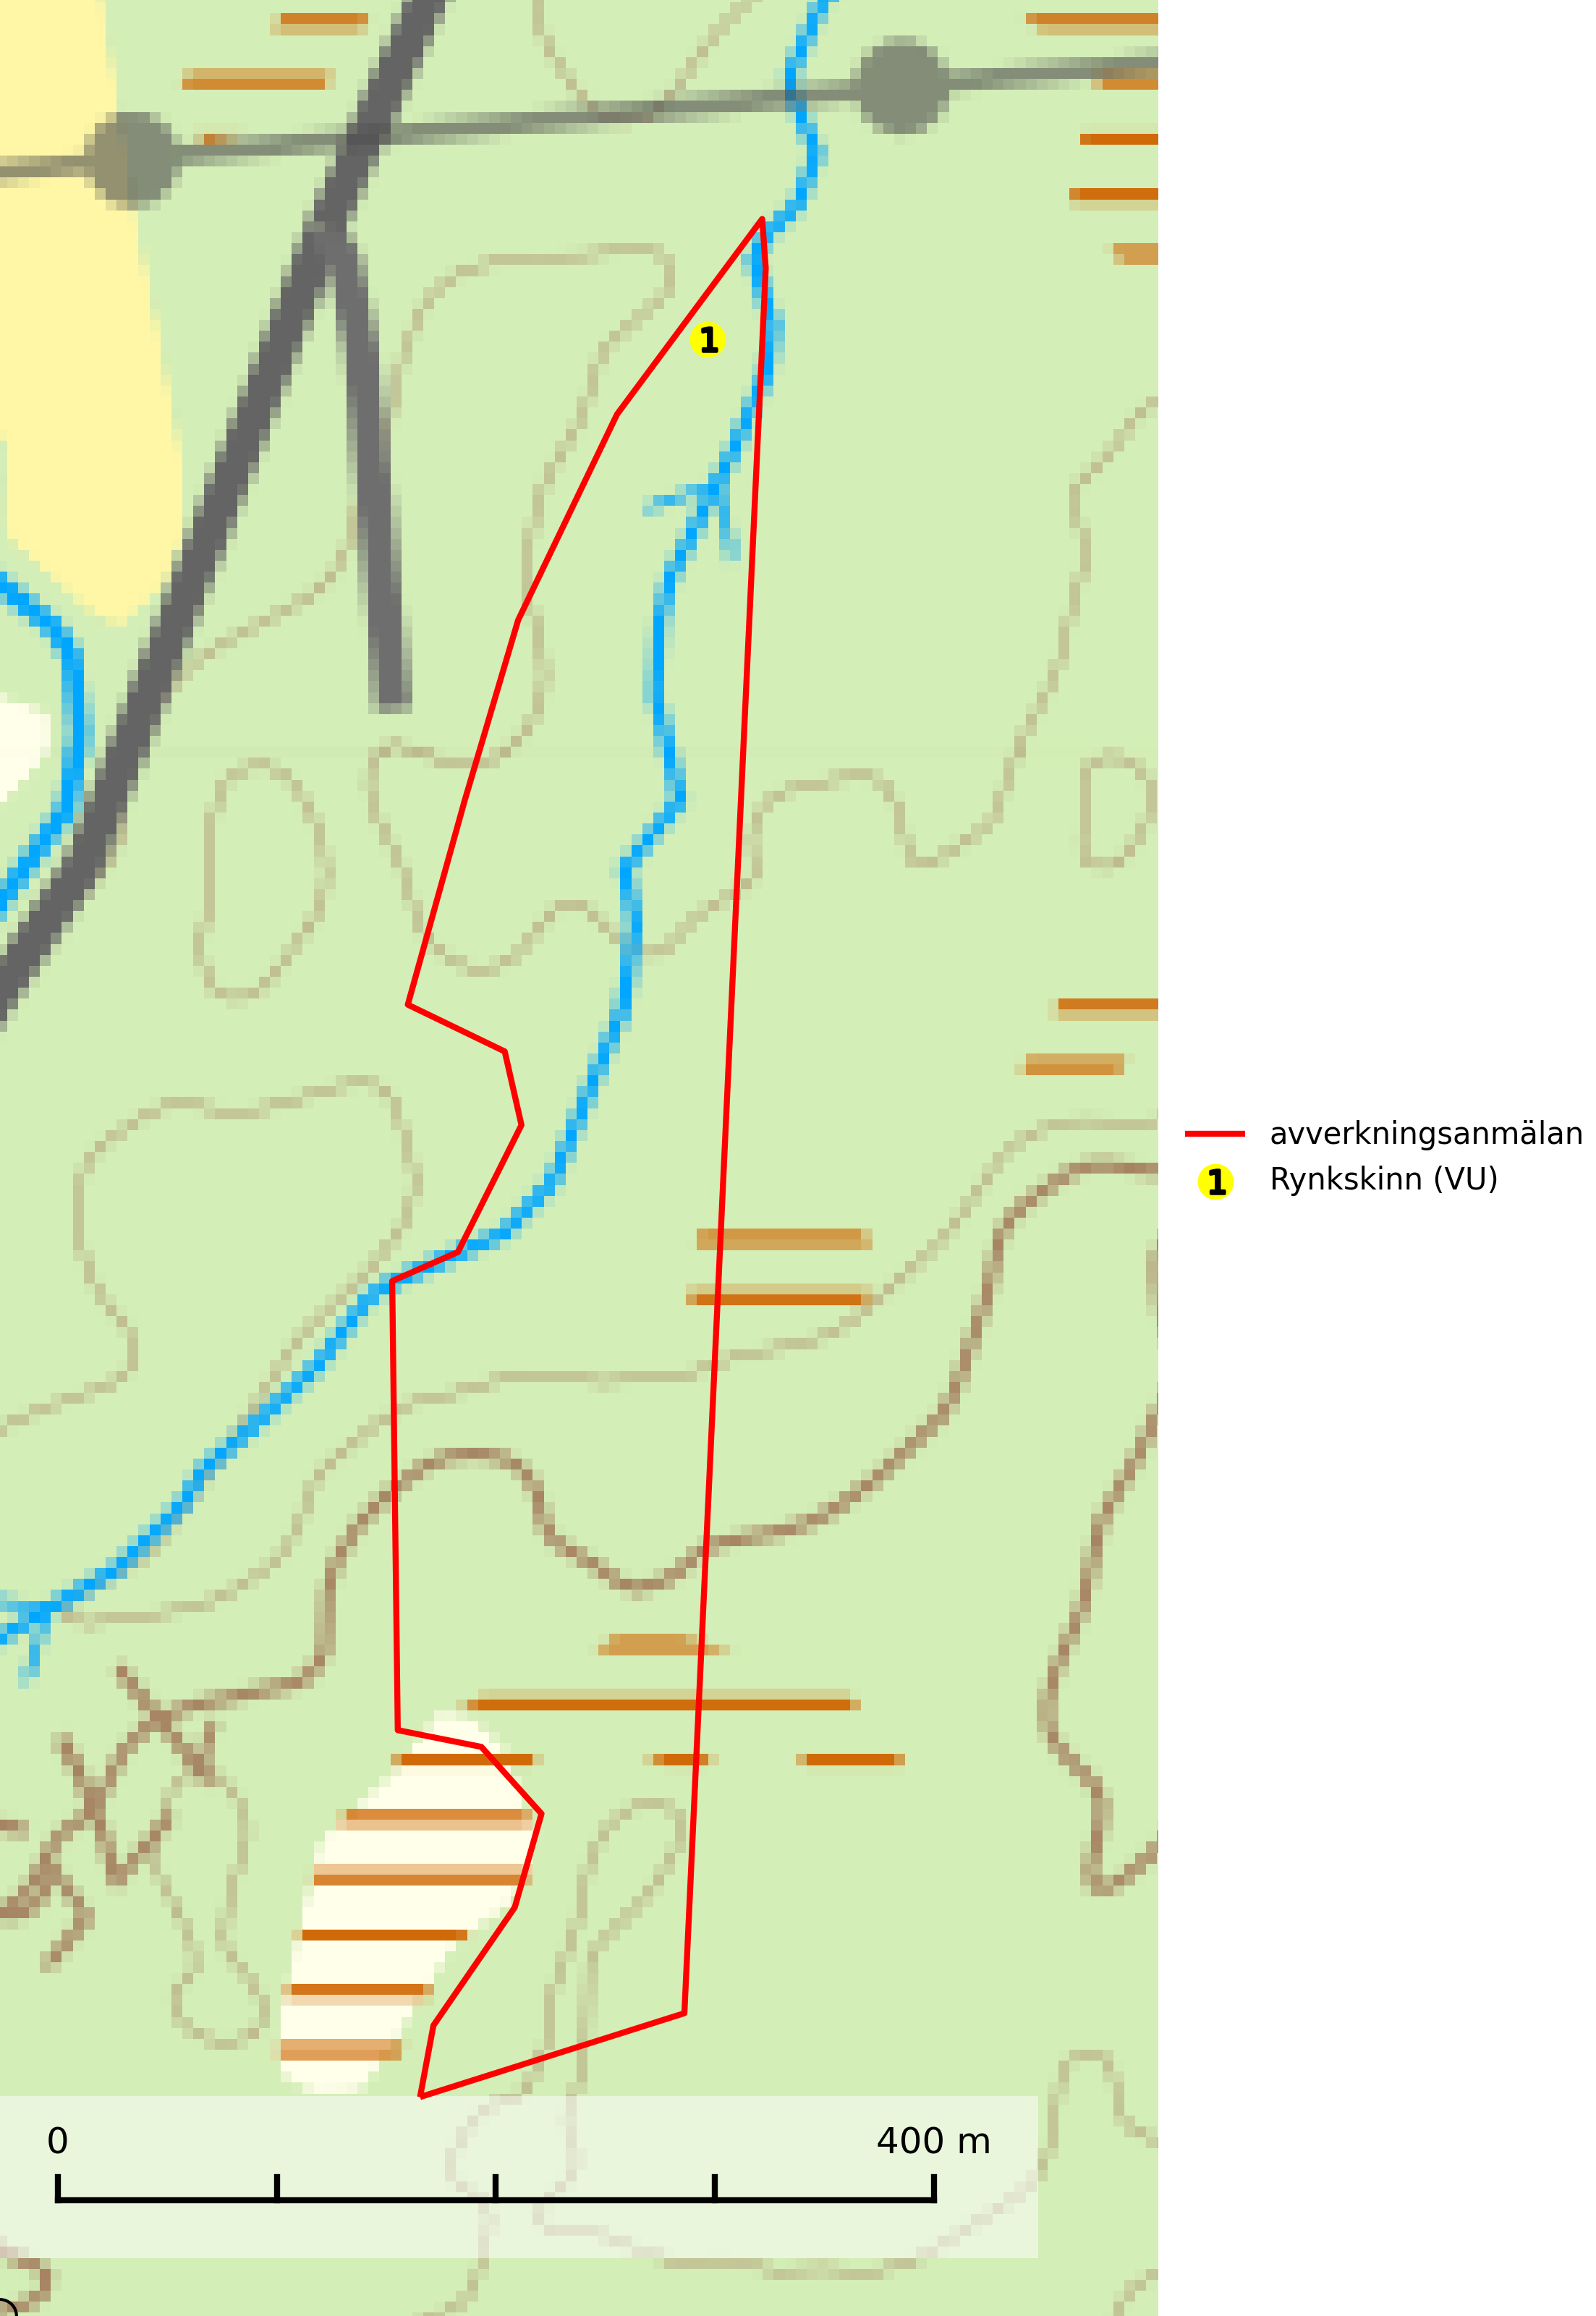 1
avverkningsanmälan
1 Rynkskinn (VU)
0 400 m